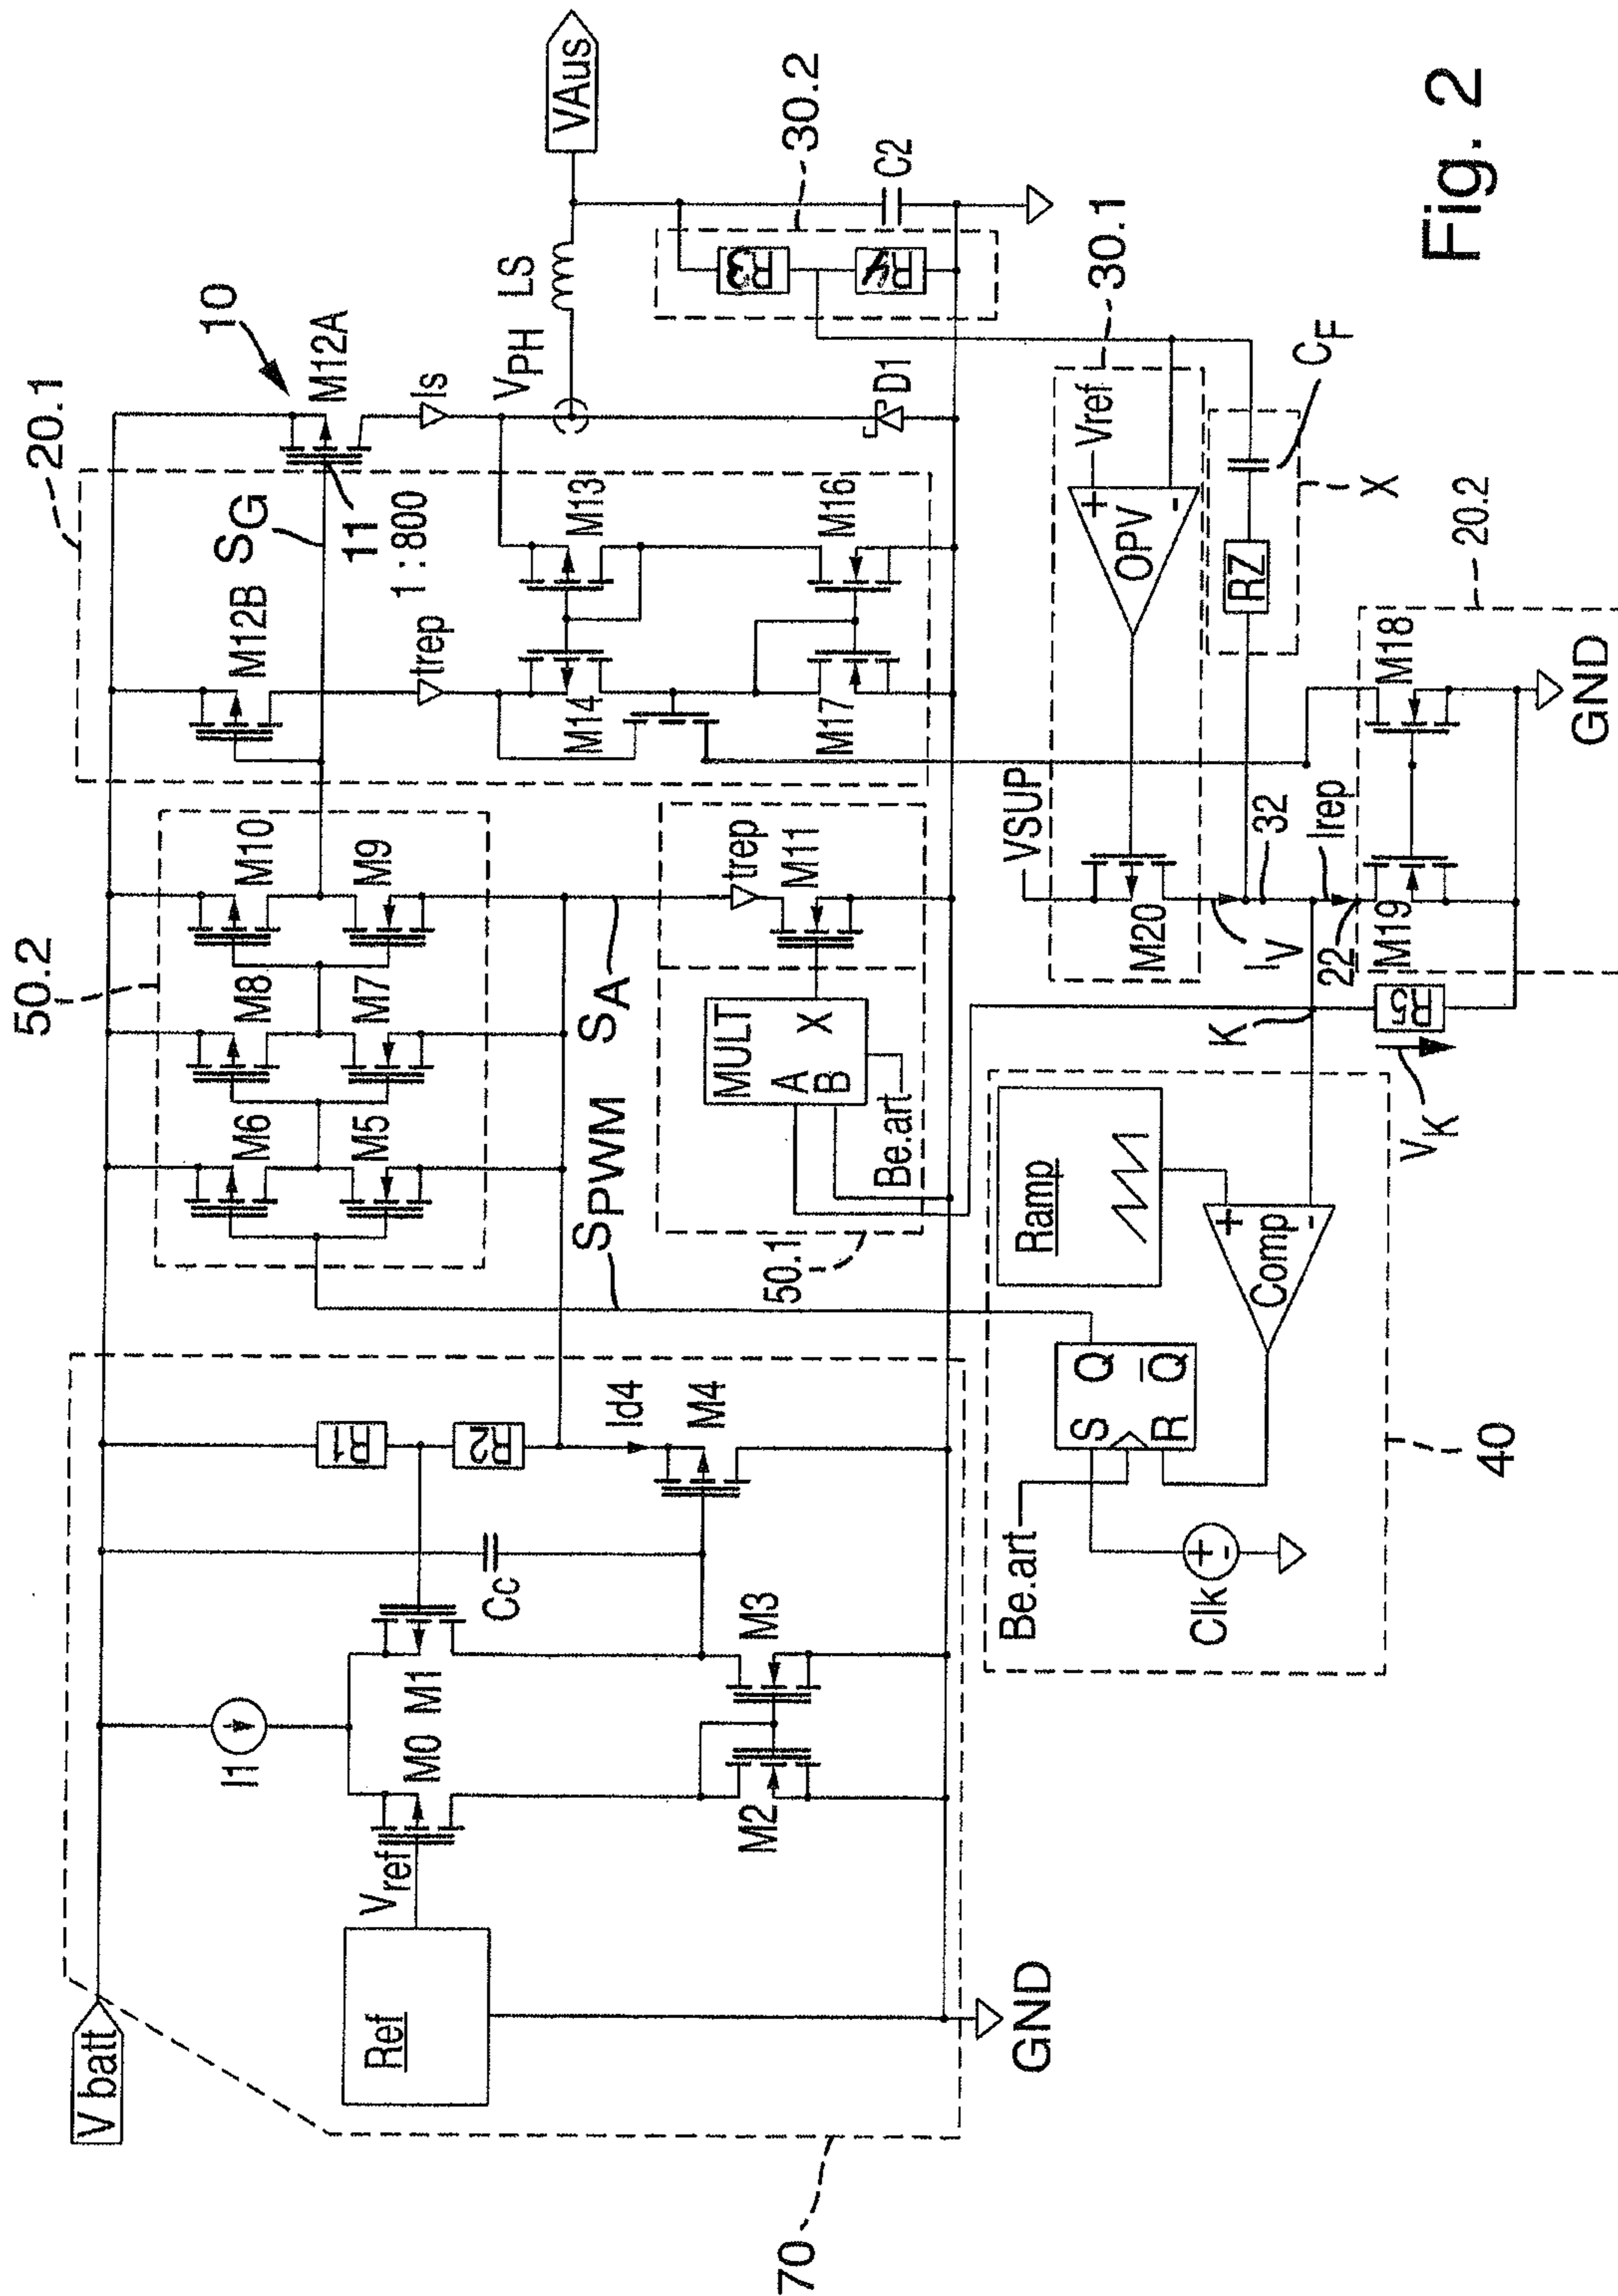 V batt
70
Ref
Vref
GND
I1
M0
M1
M2
M3
Cc
R1
R2
Id4
M4
50.2
M6
M5
M8
M7
M10
M9
SPWM
SA
50.1
MULT
A
B
X
Be.art
M11
trep
20.1
SG
M12B
trep
M14
M17
M13
M16
11
1:800
10
M12A
Is
VPH
LS
D1
VAus
30.2
R3
R4
C2
40
Be.art
Clk
+
-
S
Q
R
Q
Ramp
Comp
+
-
K
VK
R5
VSUP
M20
IV
32
Irep
22
M19
M18
20.2
GND
OPV
+
-
Vref
30.1
RZ
CF
X
Fig. 2